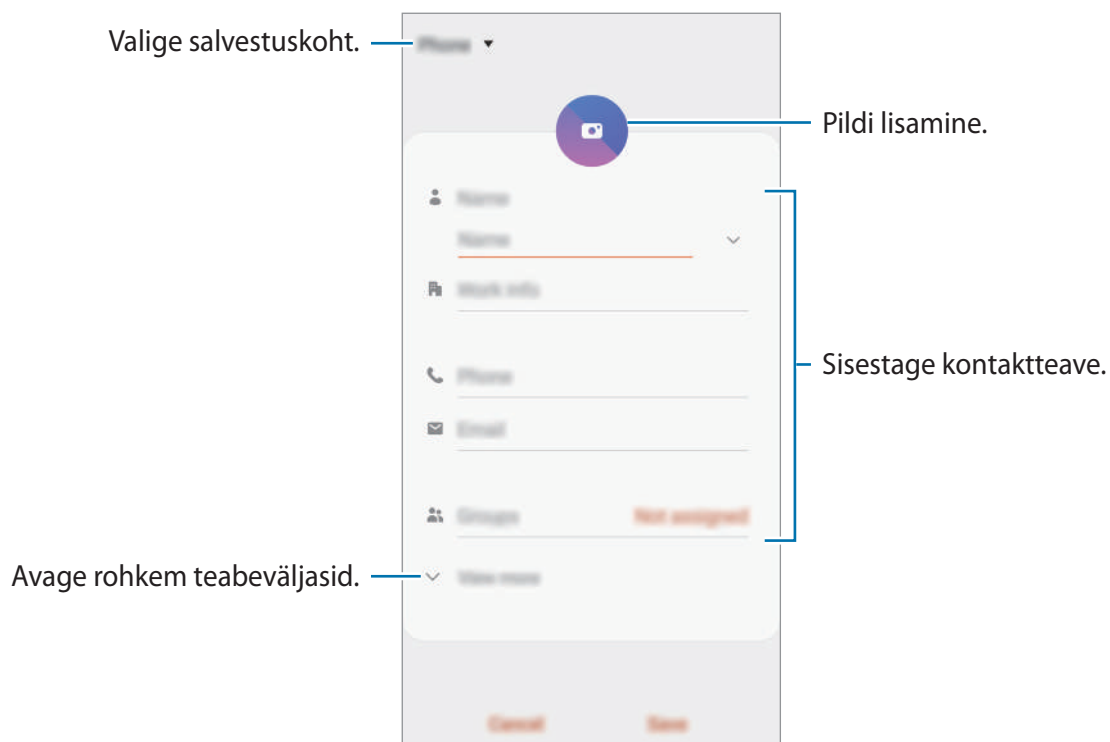 Valige salvestuskoht.
Phone
Pildi lisamine.
Name
Name
Work info
Phone
Sisestage kontaktteave.
Email
Groups Not assigned
Avage rohkem teabeväljasid.
View more
Cancel Save